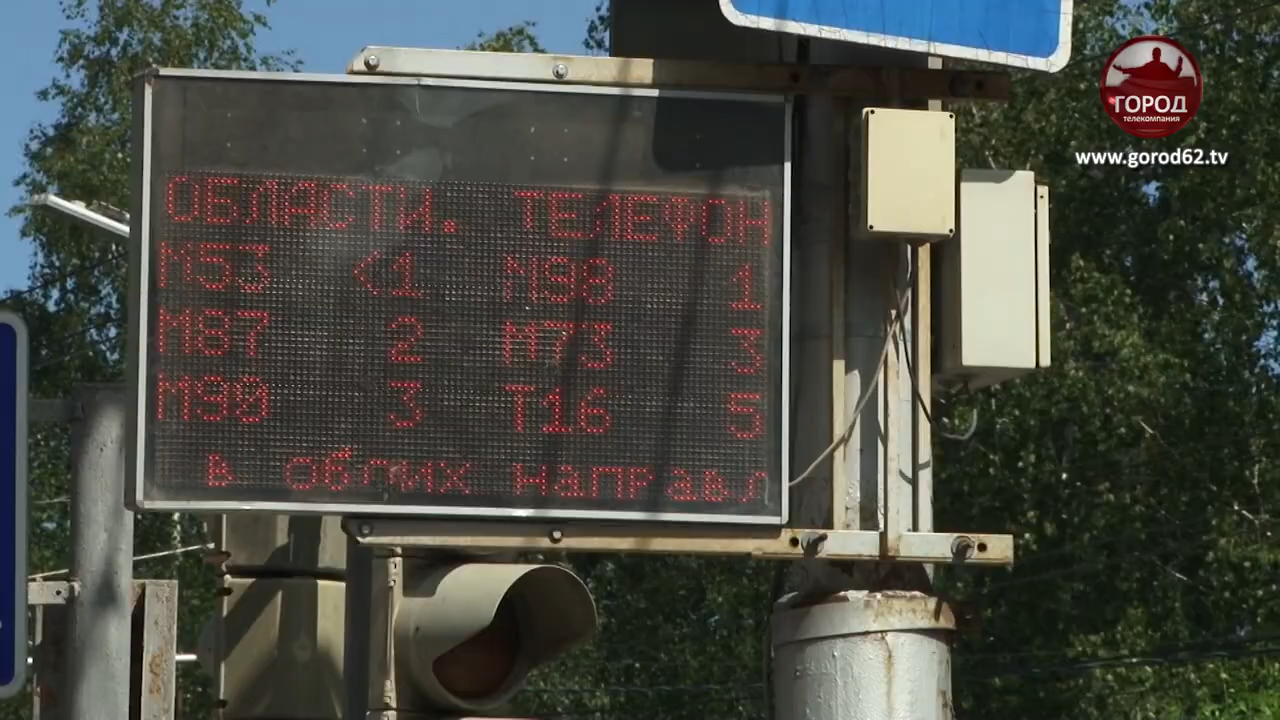 ГОРОД
телекомпания
www.gorod62.tv
ОБЛАСТИ. ТЕЛЕФОН
М53 <1 М98 1
М87 2 М73 3
М90 3 Т16 5
в облих направл